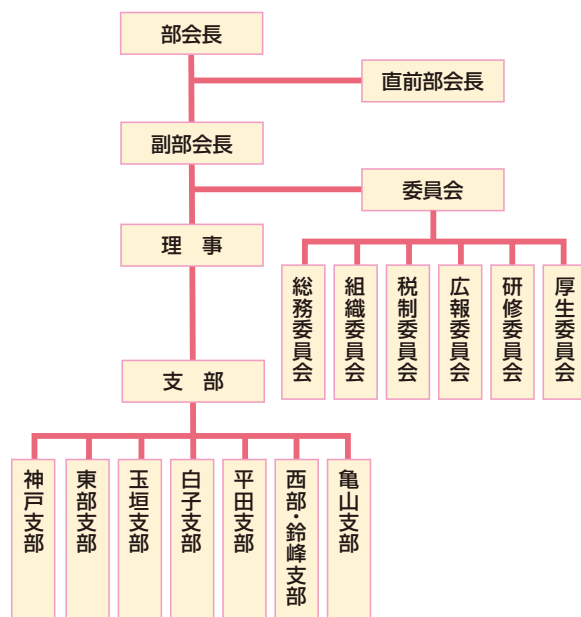 部会長
直前部会長
副部会長
委員会
理　事
総務委員会
組織委員会
税制委員会
広報委員会
研修委員会
厚生委員会
支　部
神戸支部
東部支部
玉垣支部
白子支部
平田支部
西部・鈴峰支部
亀山支部